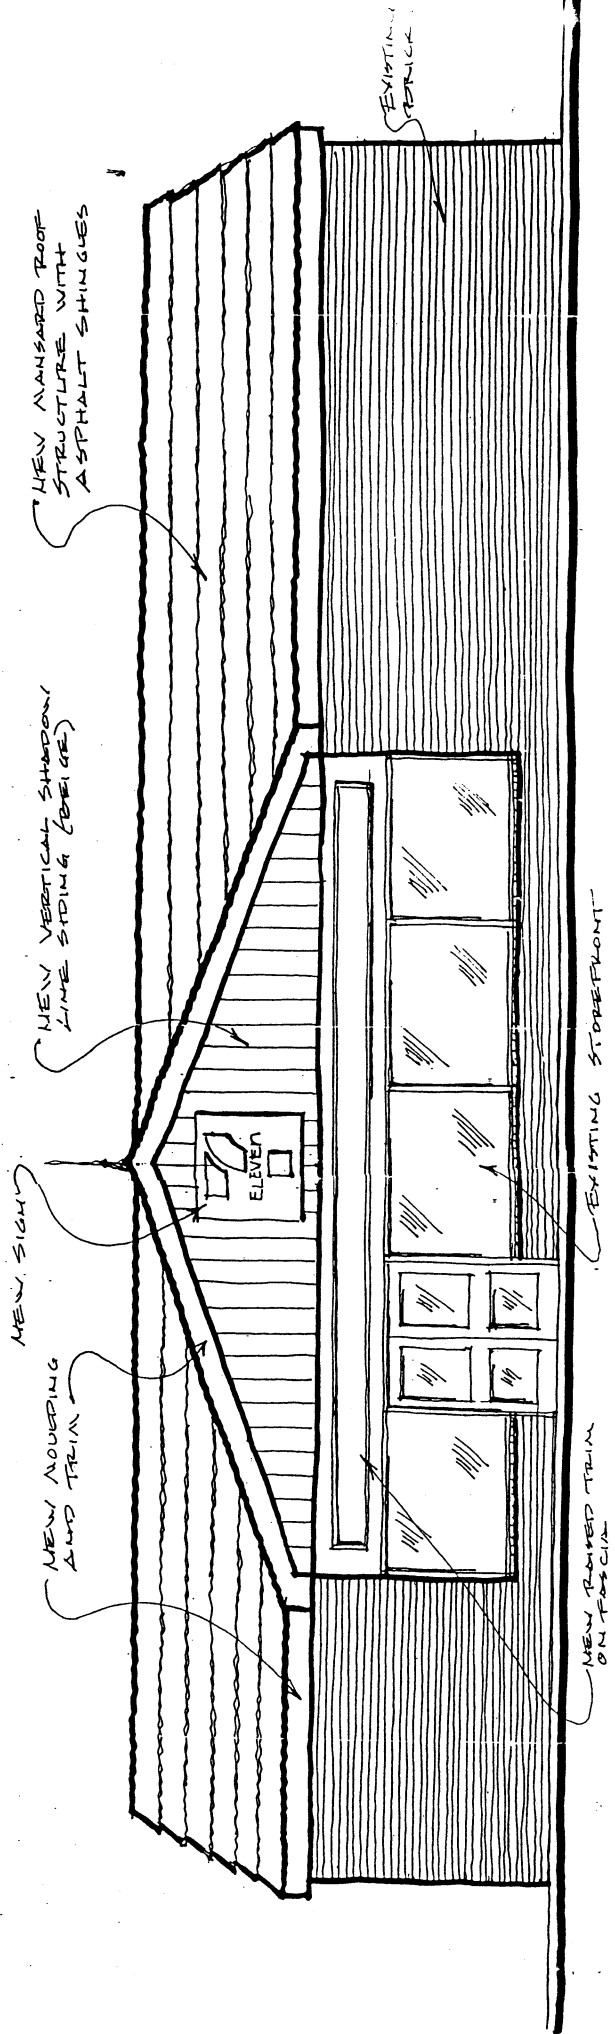 NEW MOULDING
AND TRIM
NEW SIGN
NEW VERTICAL SHADOW
LINE SIDING (BEIGE)
NEW MANSARD ROOF
STRUCTURE WITH
ASPHALT SHINGLES
EXISTING
BRICK
ELEVEN
NEW RAISED TRIM
ON FASCIA
EXISTING STOREFRONT